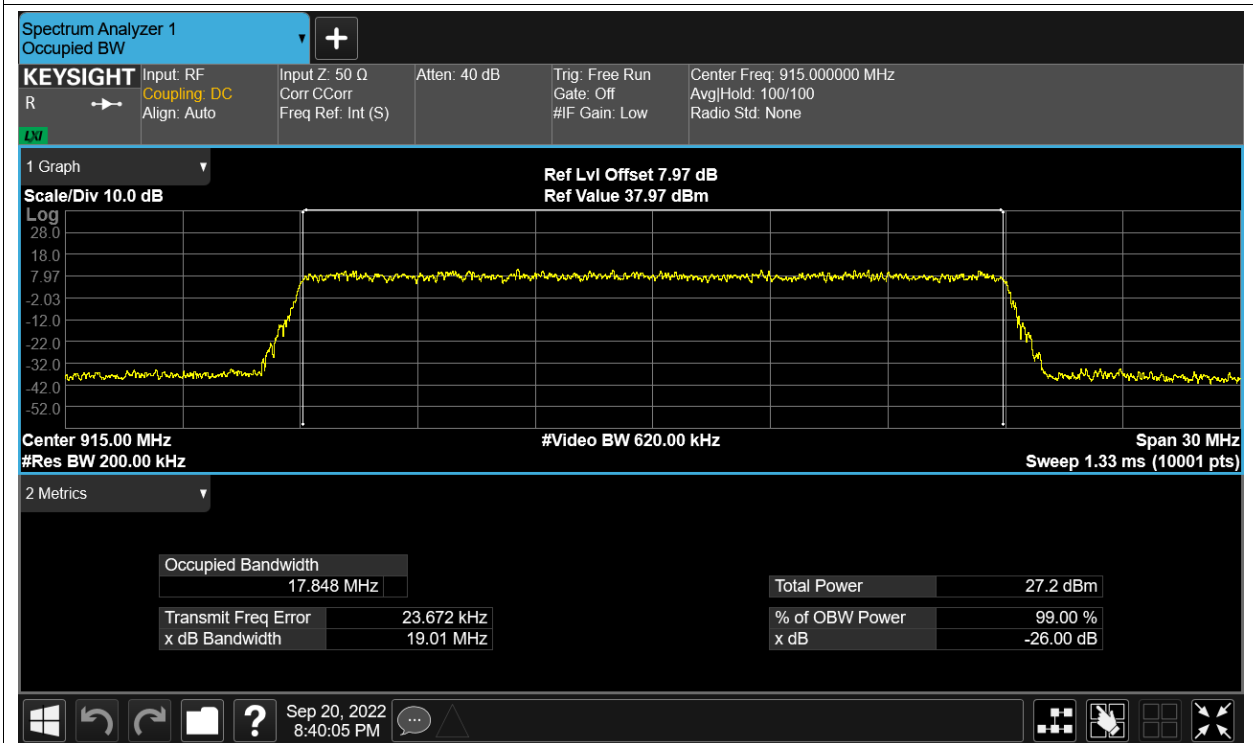 Spectrum Analyzer 1
Occupied BW
KEYSIGHT Input: RF Input Z: 50 Ω Atten: 40 dB Trig: Free Run Center Freq: 915.000000 MHz
R Coupling: DC Corr CCorr Gate: Off Avg|Hold: 100/100
Align: Auto Freq Ref: Int (S) #IF Gain: Low Radio Std: None
LXI
1 Graph
Ref Lvl Offset 7.97 dB
Scale/Div 10.0 dB Ref Value 37.97 dBm
Log
28.0
18.0
7.97
-2.03
-12.0
-22.0
-32.0
-42.0
-52.0
Center 915.00 MHz #Video BW 620.00 kHz Span 30 MHz
#Res BW 200.00 kHz Sweep 1.33 ms (10001 pts)
2 Metrics
Occupied Bandwidth
17.848 MHz Total Power 27.2 dBm
Transmit Freq Error 23.672 kHz % of OBW Power 99.00 %
x dB Bandwidth 19.01 MHz x dB -26.00 dB
? Sep 20, 2022
8:40:05 PM